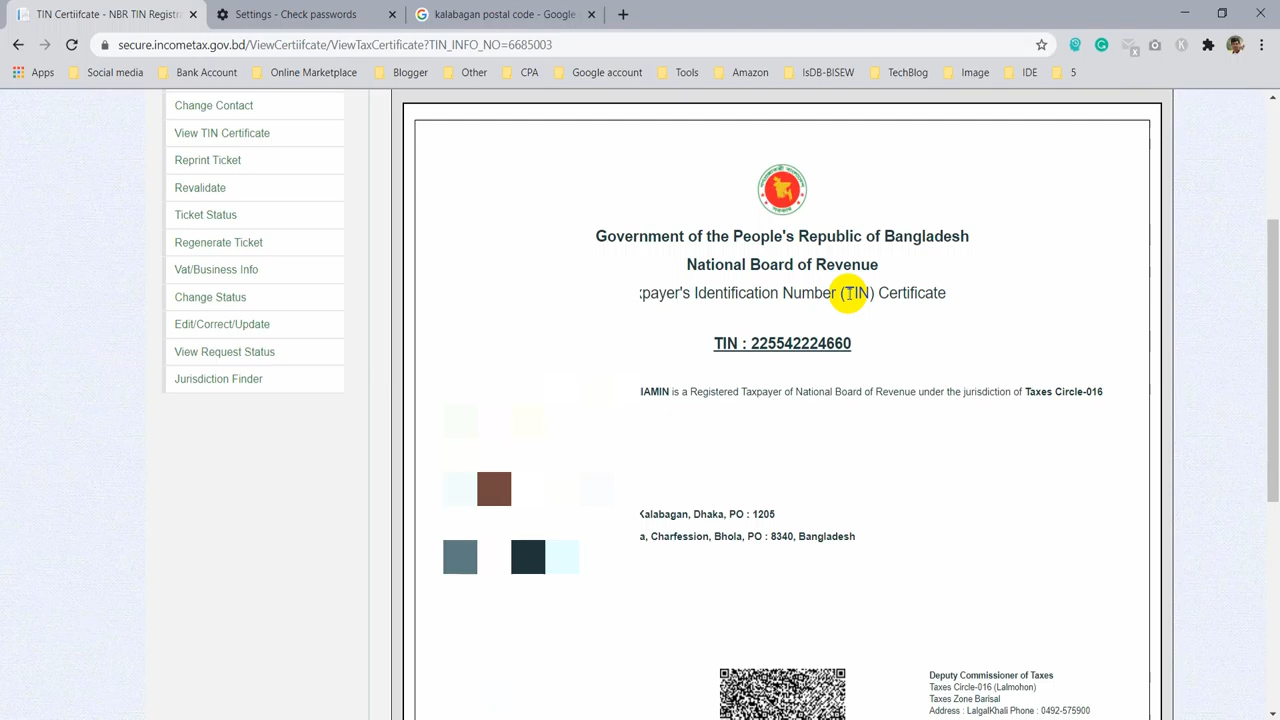 TIN Certiifcate - NBR TIN Registr
Settings - Check passwords
kalabagan postal code - Google
secure.incometax.gov.bd/ViewCertiifcate/ViewTaxCertificate?TIN_INFO_NO=6685003
Apps Social media Bank Account Online Marketplace Blogger Other CPA Google account Tools Amazon IsDB-BISEW TechBlog Image IDE 5
Change Contact
View TIN Certificate
Reprint Ticket
Revalidate
Ticket Status
Regenerate Ticket
Vat/Business Info
Change Status
Edit/Correct/Update
View Request Status
Jurisdiction Finder
Government of the People's Republic of Bangladesh
National Board of Revenue
xpayer's Identification Number (TIN) Certificate
TIN : 225542224660
IAMIN is a Registered Taxpayer of National Board of Revenue under the jurisdiction of Taxes Circle-016
Kalabagan, Dhaka, PO : 1205
a, Charfession, Bhola, PO : 8340, Bangladesh
Deputy Commissioner of Taxes
Taxes Circle-016 (Lalmohon)
Taxes Zone Barisal
Address : LalgalKhali Phone : 0492-575900